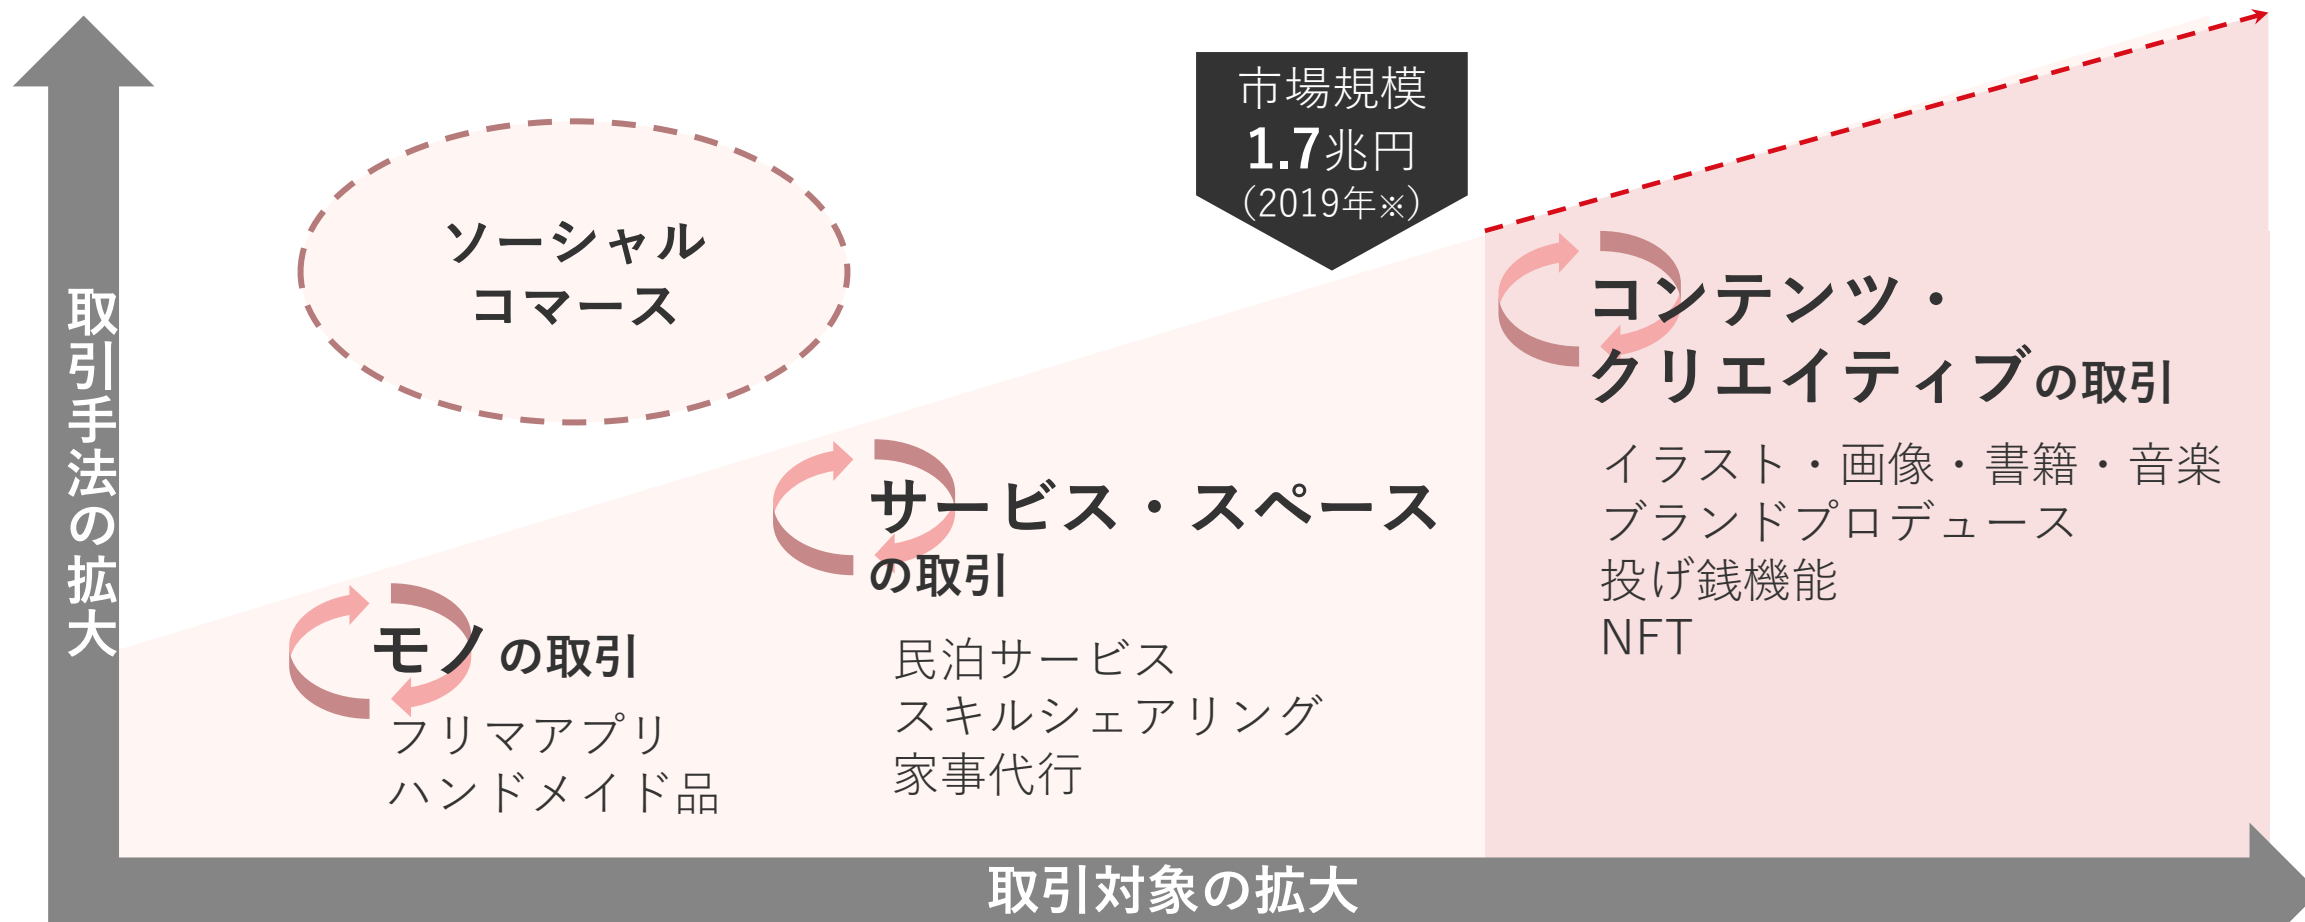 取引手法の拡大
ソーシャル
コマース
市場規模
1.7兆円
（2019年※）
モノの取引
フリマアプリ
ハンドメイド品
サービス・スペース
の取引
民泊サービス
スキルシェアリング
家事代行
コンテンツ・
クリエイティブの取引
イラスト・画像・書籍・音楽
ブランドプロデュース
投げ銭機能
NFT
取引対象の拡大